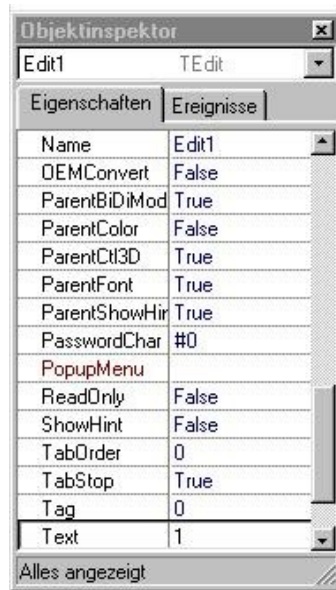 Objektinspektor
Edit1 TEdit
Eigenschaften Ereignisse
Name Edit1
OEMConvert False
ParentBiDiMod True
ParentColor False
ParentCtl3D True
ParentFont True
ParentShowHir True
PasswordChar #0
PopupMenu
ReadOnly False
ShowHint False
TabOrder 0
TabStop True
Tag 0
Text 1
Alles angezeigt